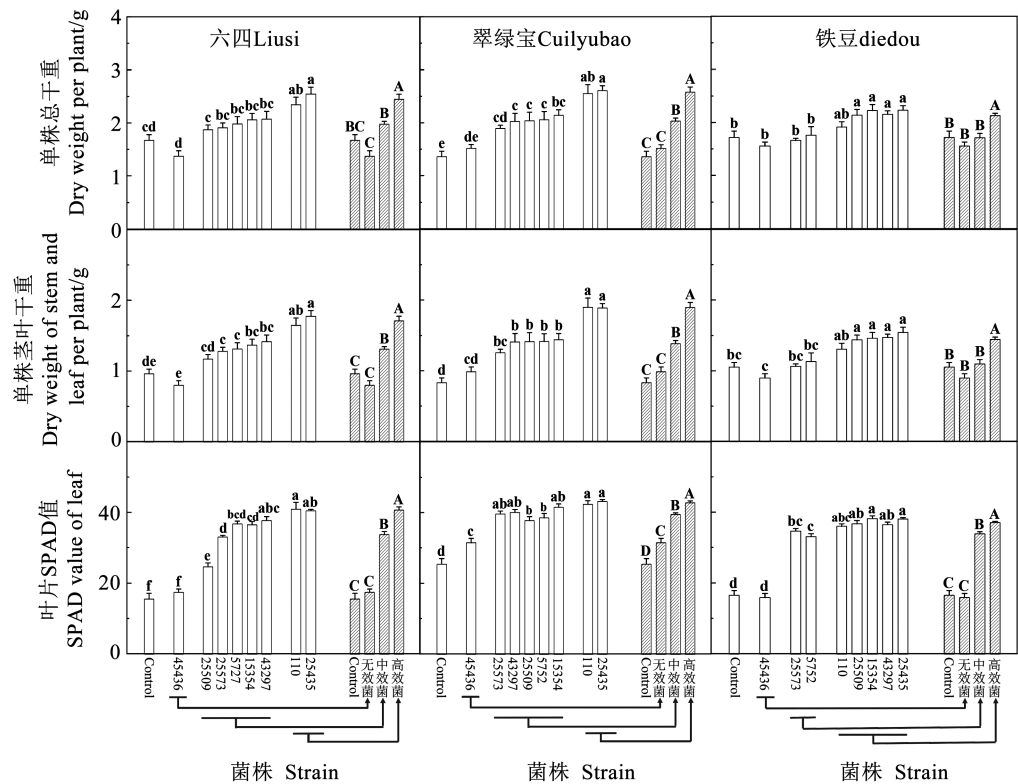 六四Liusi
翠绿宝Cuilyubao
铁豆diedou
单株总干重
Dry weight per plant/g
4
3
2
1
0
cd d c bc bc bc bc ab a BC C B A
e de cd c c c bc ab a C C B A
b b b b ab a a a a B B B A
单株茎叶干重
Dry weight of stem and
leaf per plant/g
2
1
0
de e cd c c bc bc ab a C C B A
d cd bc b b b b a a C C B A
bc c bc bc ab a a a a B B B A
叶片SPAD值
SPAD value of leaf
40
20
0
f f e d bcd cd abc a ab C C B A
d c ab ab b b ab a a D C B A
d d bc c abc ab a ab a C C B A
Control 45436 25509 25573 5727 15354 43297 110 25435 Control 无效菌 中效菌 高效菌
Control 45436 25573 43297 25509 5752 15354 110 25435 Control 无效菌 中效菌 高效菌
Control 45436 25573 5752 110 25509 15354 43297 25435 Control 无效菌 中效菌 高效菌
菌株 Strain
菌株 Strain
菌株 Strain